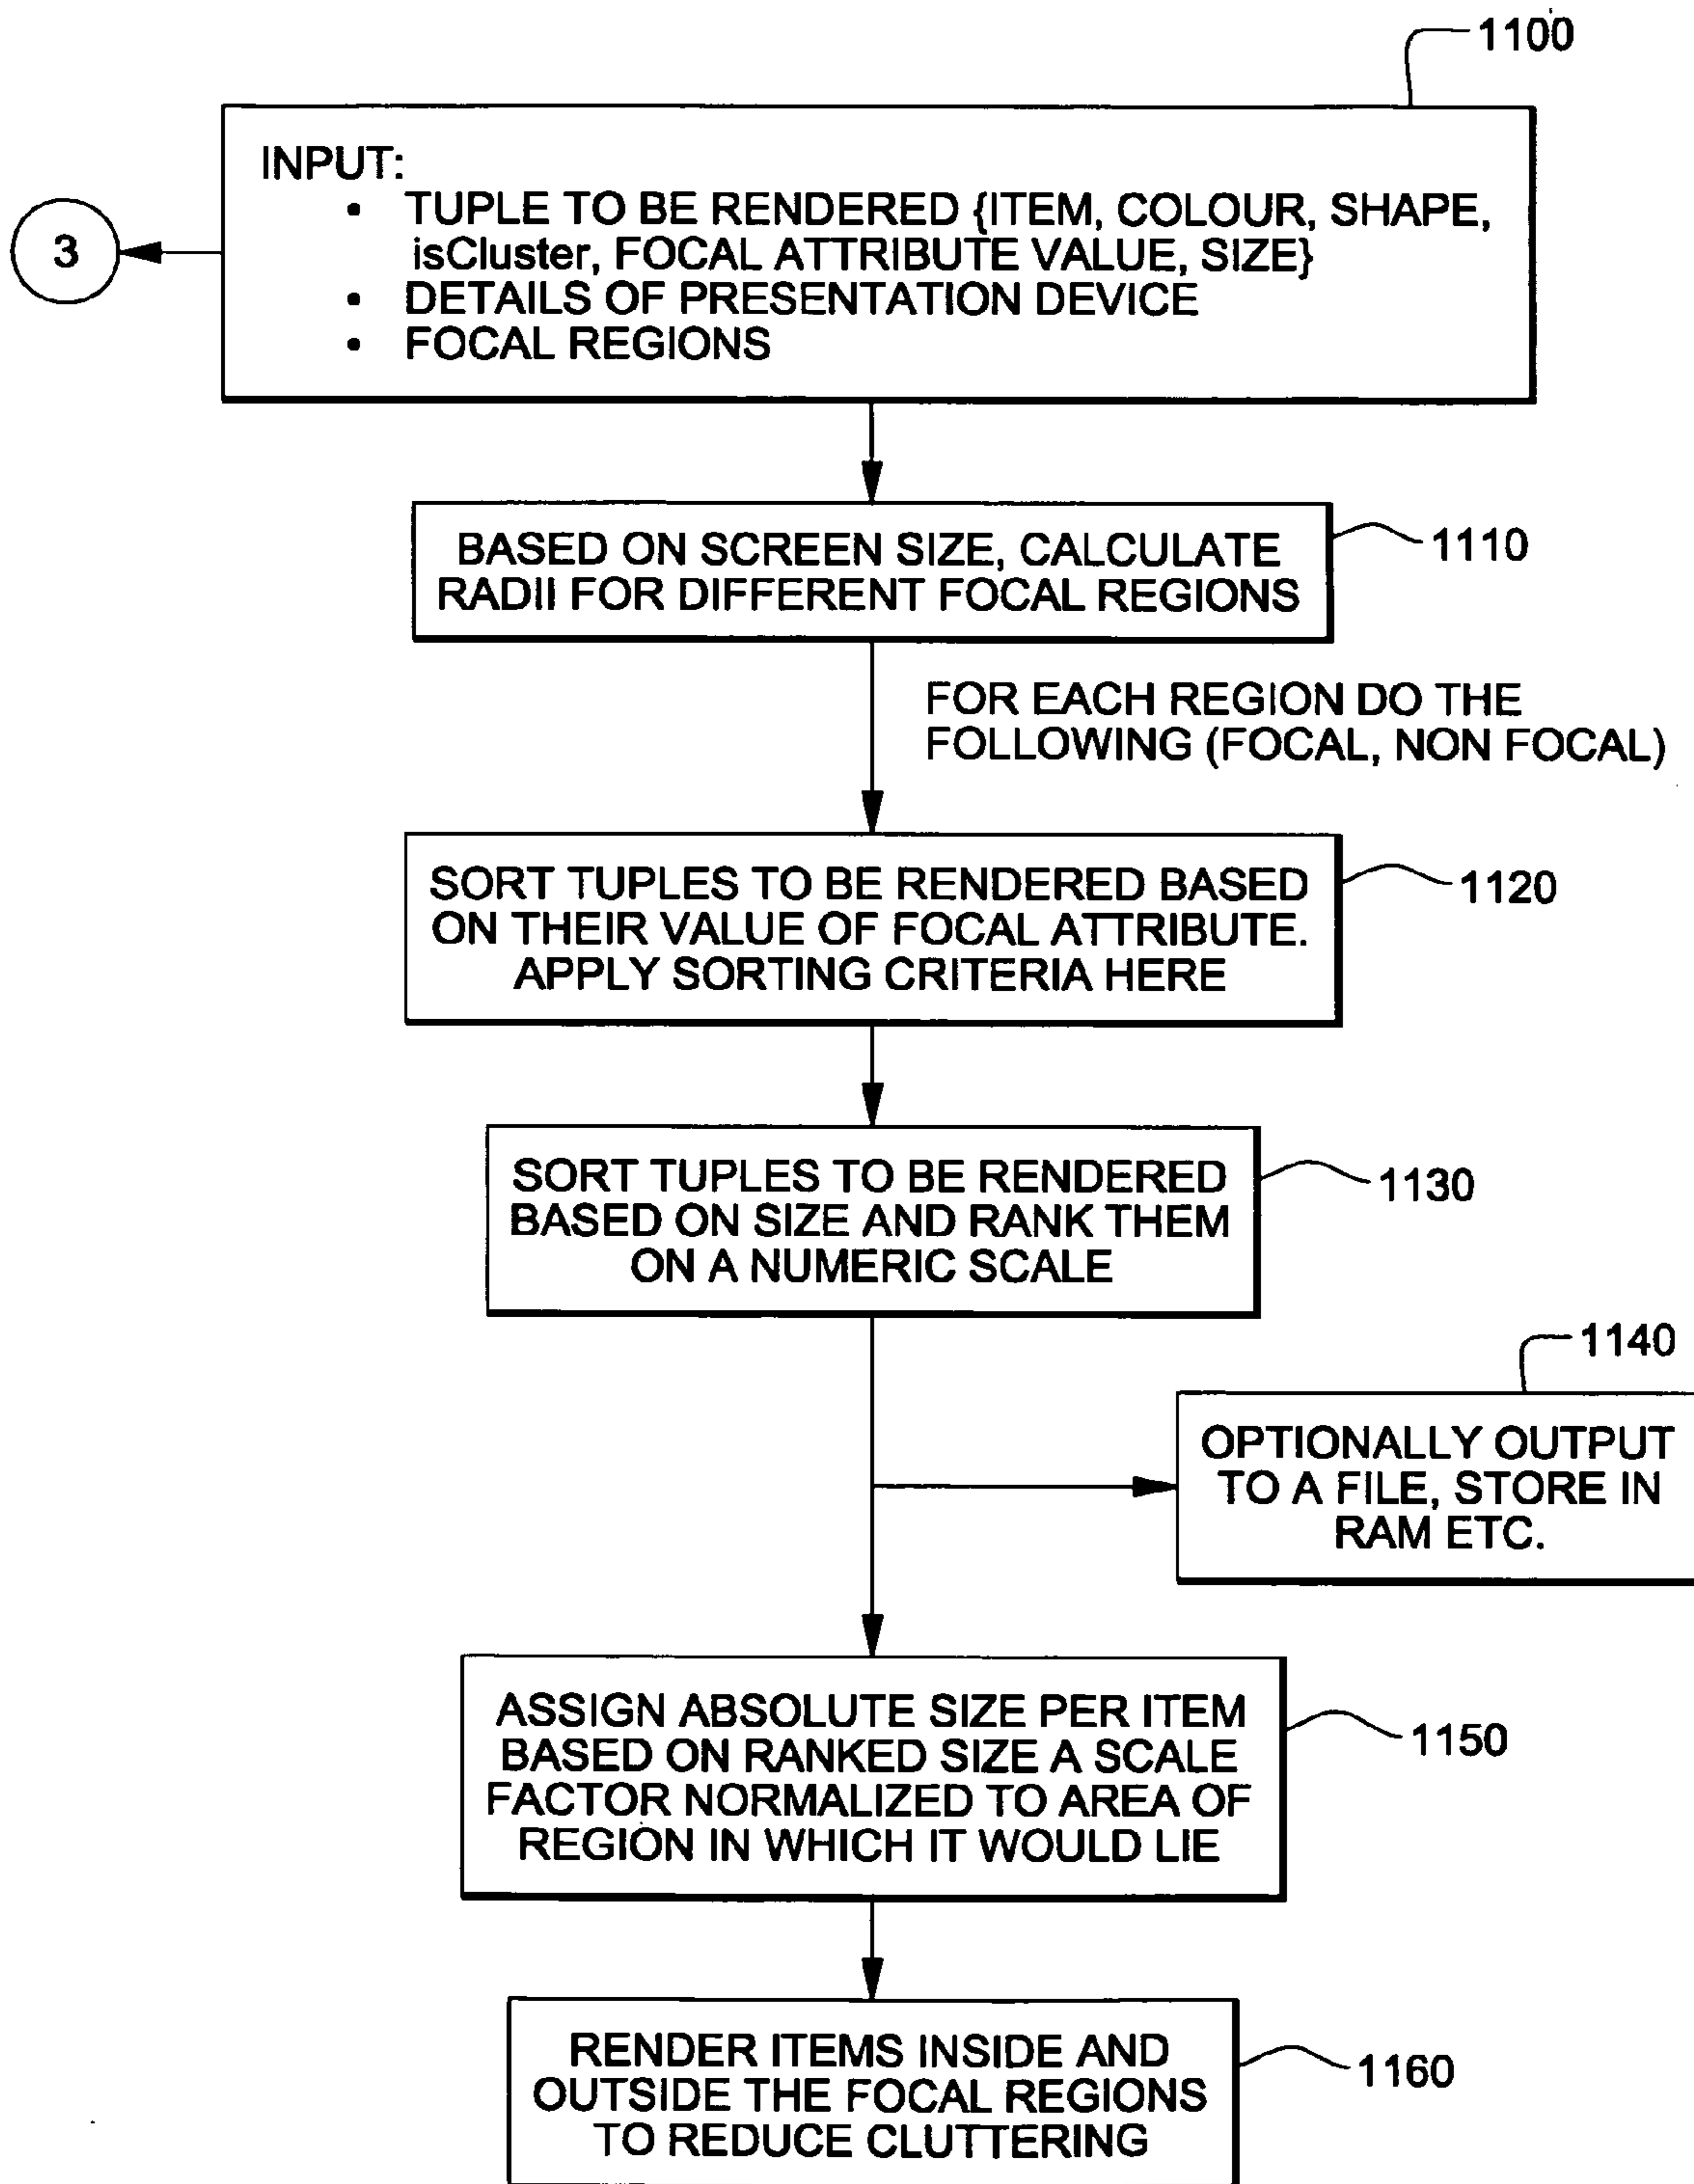 1100
INPUT:
• TUPLE TO BE RENDERED {ITEM, COLOUR, SHAPE,
isCluster, FOCAL ATTRIBUTE VALUE, SIZE}
• DETAILS OF PRESENTATION DEVICE
• FOCAL REGIONS
3
BASED ON SCREEN SIZE, CALCULATE
RADII FOR DIFFERENT FOCAL REGIONS
1110
FOR EACH REGION DO THE
FOLLOWING (FOCAL, NON FOCAL)
SORT TUPLES TO BE RENDERED BASED
ON THEIR VALUE OF FOCAL ATTRIBUTE.
APPLY SORTING CRITERIA HERE
1120
SORT TUPLES TO BE RENDERED
BASED ON SIZE AND RANK THEM
ON A NUMERIC SCALE
1130
1140
OPTIONALLY OUTPUT
TO A FILE, STORE IN
RAM ETC.
ASSIGN ABSOLUTE SIZE PER ITEM
BASED ON RANKED SIZE A SCALE
FACTOR NORMALIZED TO AREA OF
REGION IN WHICH IT WOULD LIE
1150
RENDER ITEMS INSIDE AND
OUTSIDE THE FOCAL REGIONS
TO REDUCE CLUTTERING
1160